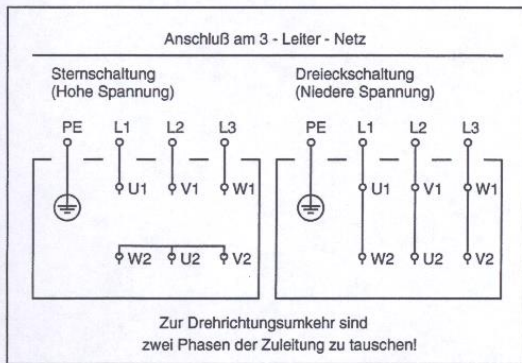 Anschluß am 3 - Leiter - Netz
Sternschaltung
(Hohe Spannung)
PE L1 L2 L3
U1 V1 W1
W2 U2 V2
Dreieckschaltung
(Niedere Spannung)
PE L1 L2 L3
U1 V1 W1
W2 U2 V2
Zur Drehrichtungsumkehr sind
zwei Phasen der Zuleitung zu tauschen!